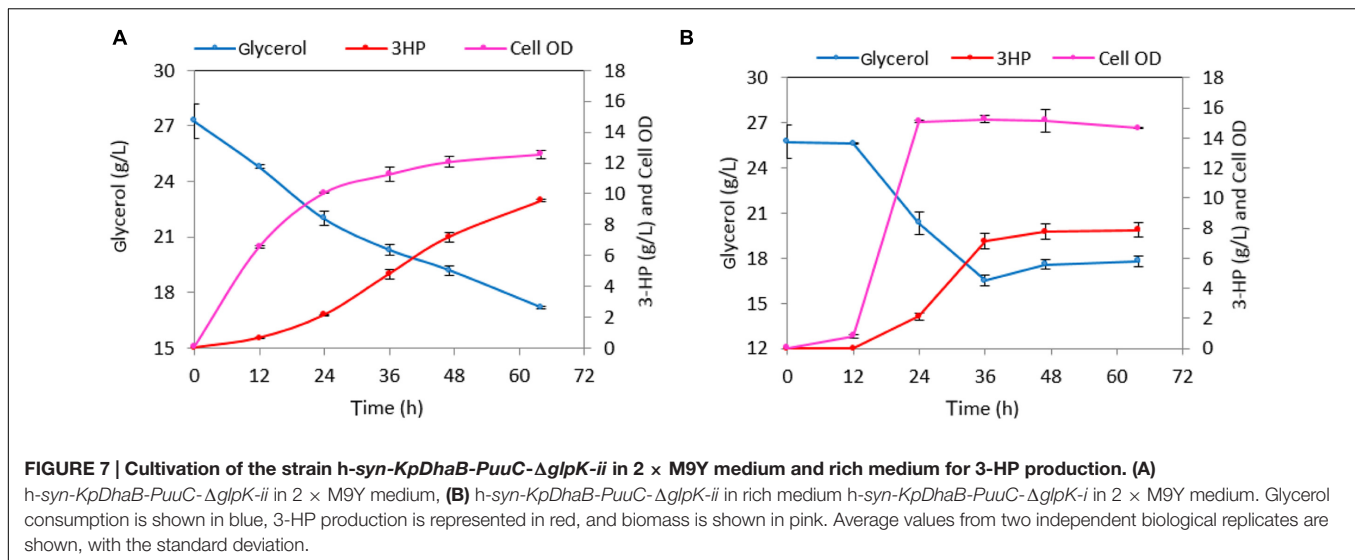 A
Glycerol 3HP Cell OD
30
27
24
21
18
15
Glycerol (g/L)
18
16
14
12
10
8
6
4
2
0
3-HP (g/L) and Cell OD
0 12 24 36 48 60 72
Time (h)
B
Glycerol 3HP Cell OD
30
27
24
21
18
15
12
Glycerol (g/L)
18
16
14
12
10
8
6
4
2
0
3-HP (g/L) and Cell OD
0 12 24 36 48 60 72
Time (h)
FIGURE 7 | Cultivation of the strain h-syn-KpDhaB-PuuC-ΔglpK-ii in 2 × M9Y medium and rich medium for 3-HP production. (A)
h-syn-KpDhaB-PuuC-ΔglpK-ii in 2 × M9Y medium, (B) h-syn-KpDhaB-PuuC-ΔglpK-ii in rich medium h-syn-KpDhaB-PuuC-ΔglpK-i in 2 × M9Y medium. Glycerol
consumption is shown in blue, 3-HP production is represented in red, and biomass is shown in pink. Average values from two independent biological replicates are
shown, with the standard deviation.